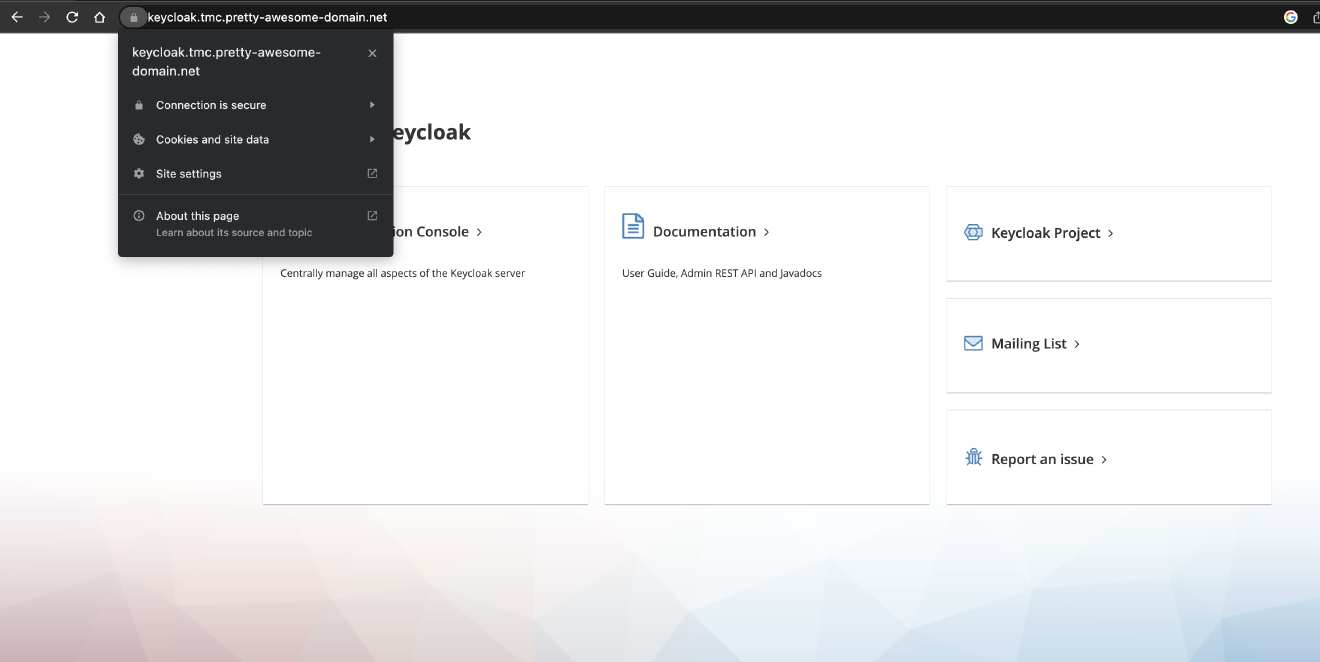 keycloak.tmc.pretty-awesome-domain.net
keycloak.tmc.pretty-awesome-
domain.net
Connection is secure
Cookies and site data
Site settings
About this page
Learn about its source and topic
eycloak
ion Console
Centrally manage all aspects of the Keycloak server
Documentation
User Guide, Admin REST API and Javadocs
Keycloak Project
Mailing List
Report an issue